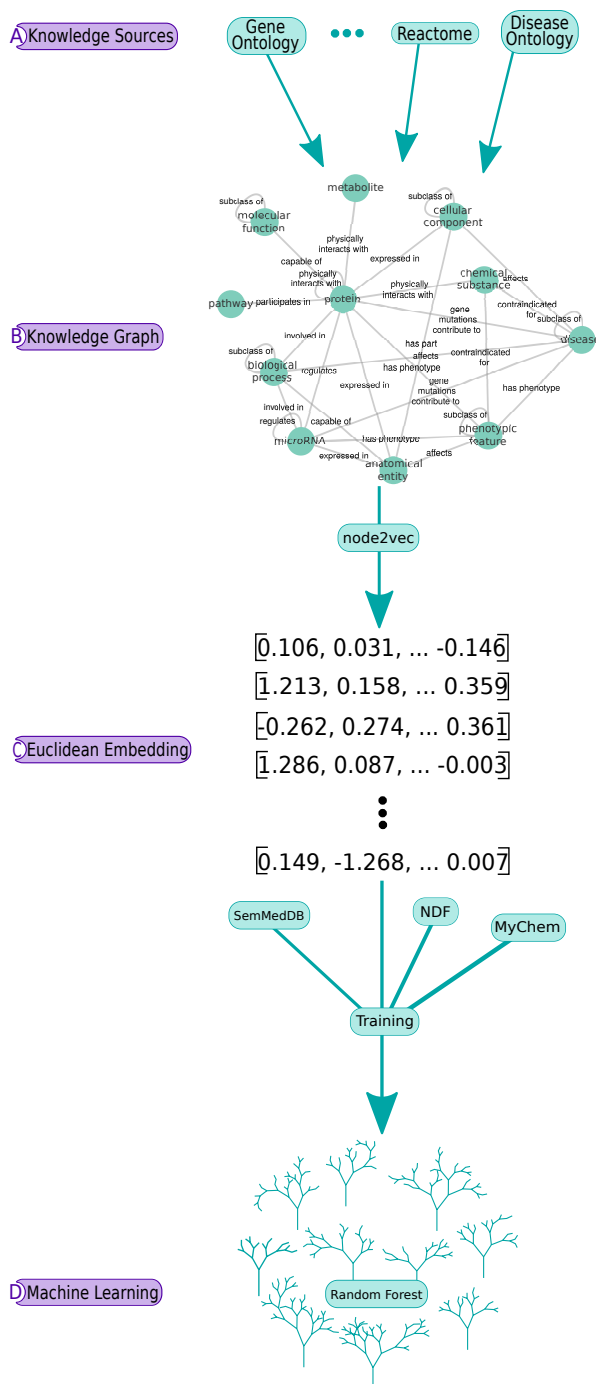 A Knowledge Sources
Gene
Ontology
Reactome
Disease
Ontology
metabolite
subclass of
molecular
function
subclass of
cellular
component
physically
interacts with
expressed in
capable of
physically
interacts with
chemical
substance
affects
physically
interacts with
pathway
participates in
protein
contraindicated
for
gene
mutations
contribute to
subclass of
B Knowledge Graph
involved in
disease
has part
subclass of
biological
process
affects
contraindicated
for
regulates
has phenotype
expressed in
gene
mutations
contribute to
has phenotype
involved in
regulates
capable of
subclass of
phenotypic
feature
microRNA
has phenotype
expressed in
affects
anatomical
entity
node2vec
[0.106, 0.031, ... -0.146]
[1.213, 0.158, ... 0.359]
[-0.262, 0.274, ... 0.361]
C Euclidean Embedding
[1.286, 0.087, ... -0.003]
[0.149, -1.268, ... 0.007]
SemMedDB
NDF
MyChem
Training
D Machine Learning
Random Forest